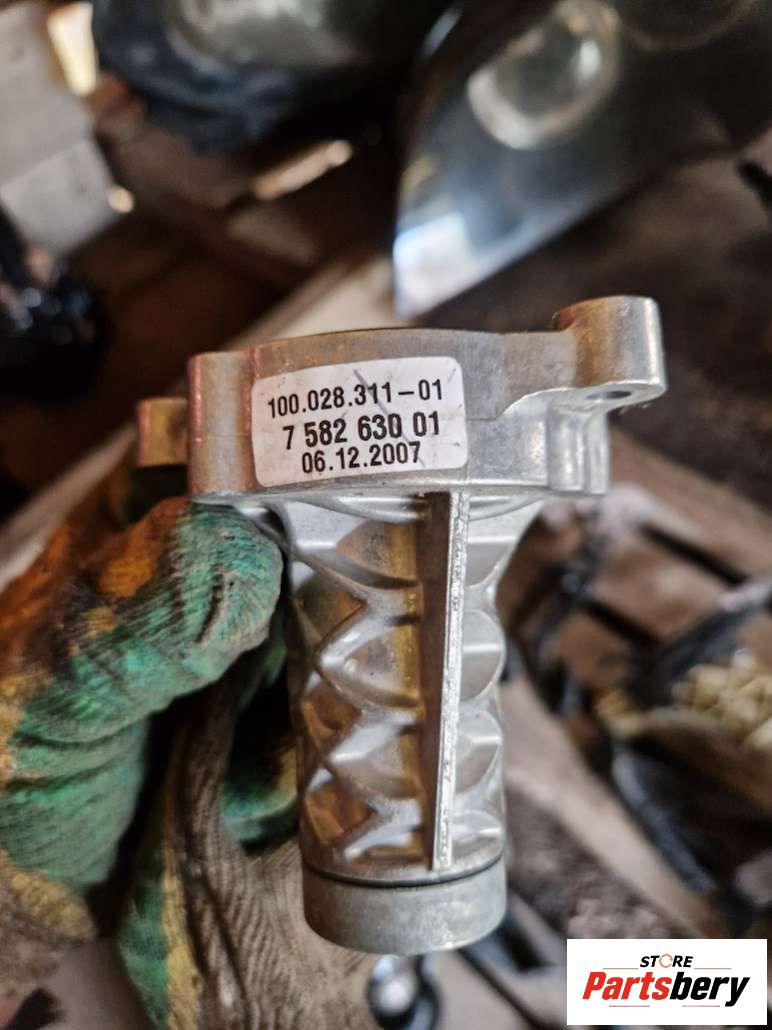 100.028.311-01
7 582 630 01
06.12.2007
STORE
Partsbery